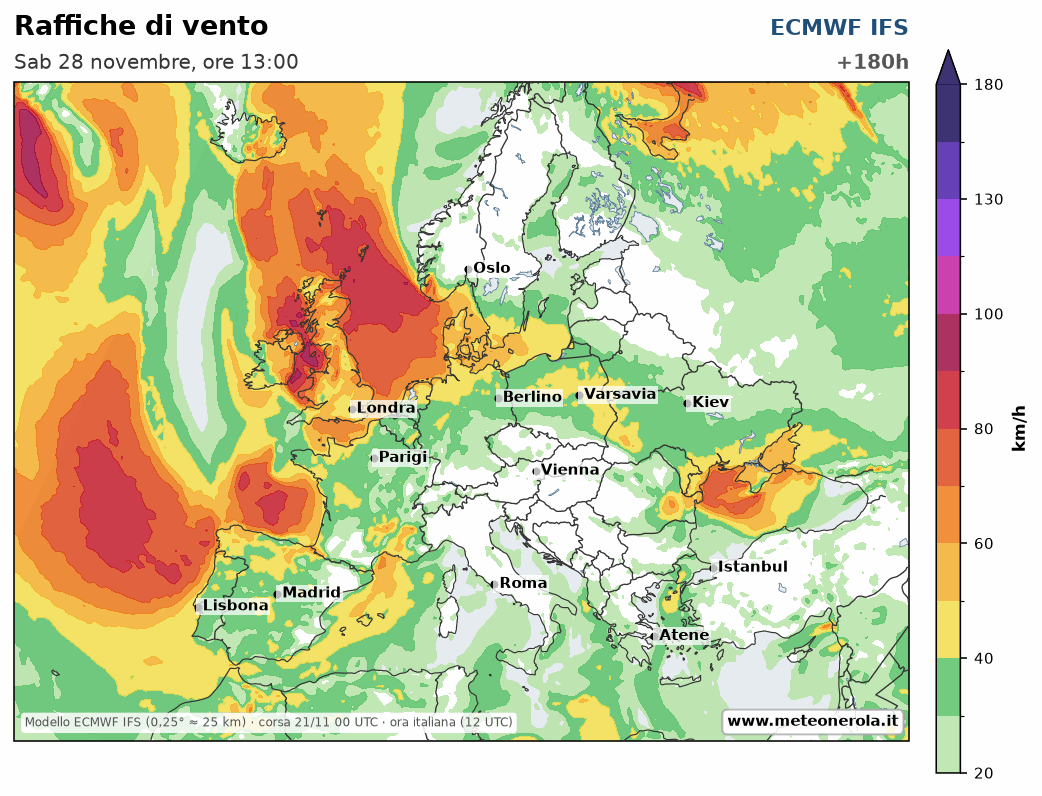 Raffiche di vento
ECMWF IFS
Sab 28 novembre, ore 13:00
+180h
180
130
100
80
60
40
20
km/h
Oslo
Londra
Berlino
Varsavia
Kiev
Parigi
Vienna
Istanbul
Roma
Madrid
Lisbona
Atene
Modello ECMWF IFS (0,25° ≈ 25 km) · corsa 21/11 00 UTC · ora italiana (12 UTC)
www.meteonerola.it